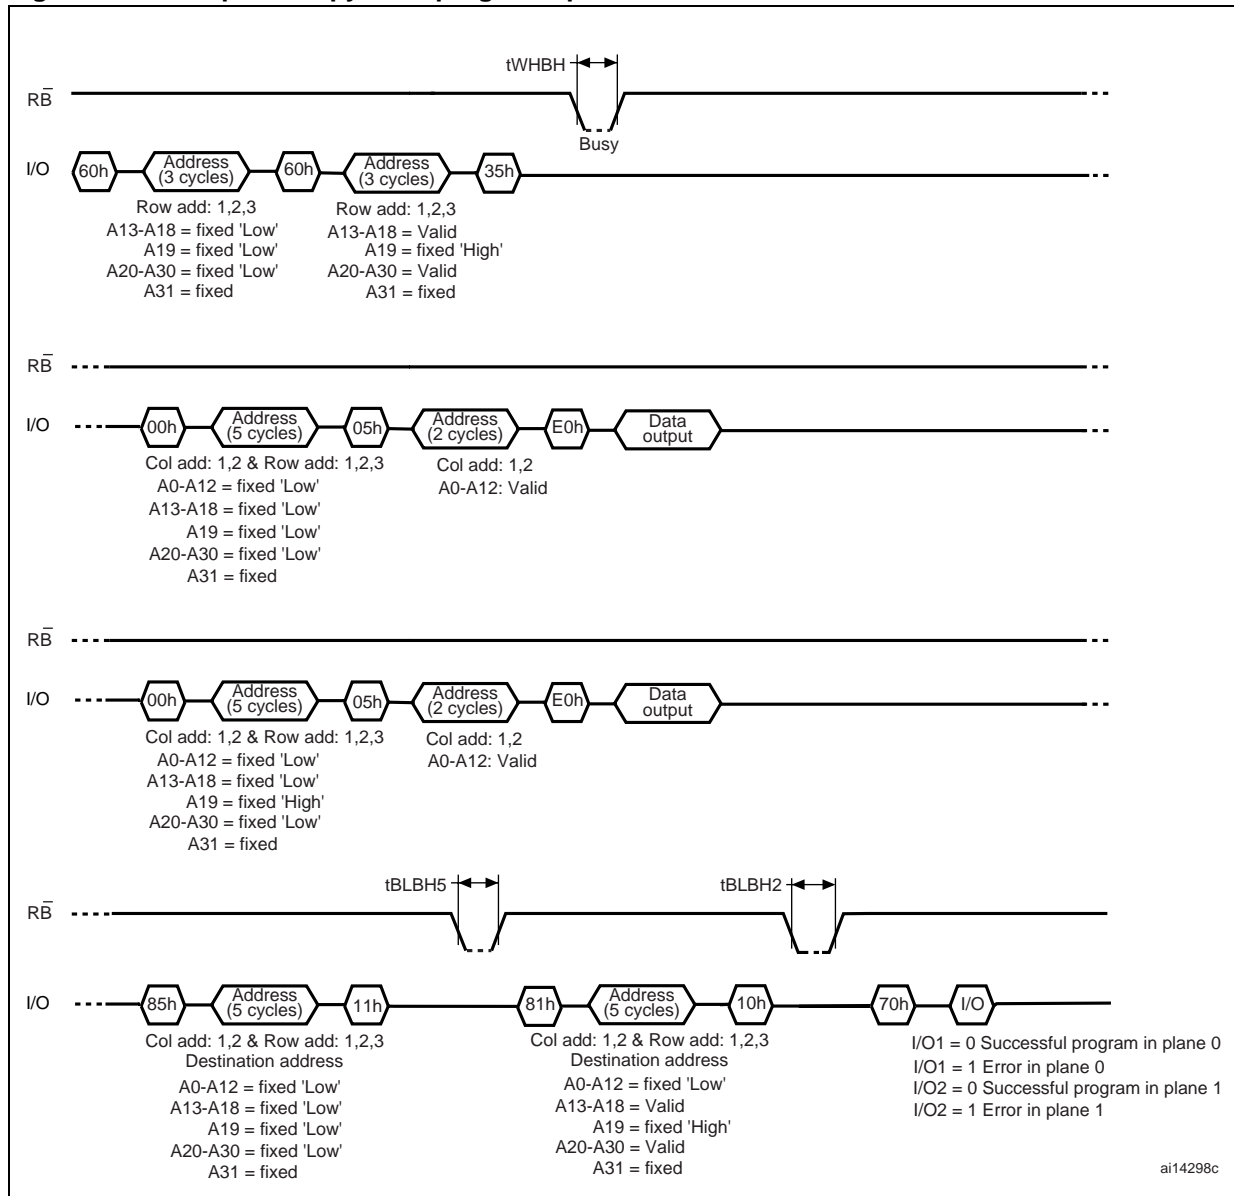 tWHBH
RB̅
Busy
I/O 60h Address (3 cycles) 60h Address (3 cycles) 35h
Row add: 1,2,3 Row add: 1,2,3
A13-A18 = fixed 'Low' A13-A18 = Valid
A19 = fixed 'Low' A19 = fixed 'High'
A20-A30 = fixed 'Low' A20-A30 = Valid
A31 = fixed A31 = fixed
RB̅
I/O 00h Address (5 cycles) 05h Address (2 cycles) E0h Data output
Col add: 1,2 & Row add: 1,2,3 Col add: 1,2
A0-A12 = fixed 'Low' A0-A12: Valid
A13-A18 = fixed 'Low'
A19 = fixed 'Low'
A20-A30 = fixed 'Low'
A31 = fixed
RB̅
I/O 00h Address (5 cycles) 05h Address (2 cycles) E0h Data output
Col add: 1,2 & Row add: 1,2,3 Col add: 1,2
A0-A12 = fixed 'Low' A0-A12: Valid
A13-A18 = fixed 'Low'
A19 = fixed 'High'
A20-A30 = fixed 'Low'
A31 = fixed
tBLBH5 tBLBH2
RB̅
I/O 85h Address (5 cycles) 11h 81h Address (5 cycles) 10h 70h I/O
Col add: 1,2 & Row add: 1,2,3 Col add: 1,2 & Row add: 1,2,3 I/O1 = 0 Successful program in plane 0
Destination address Destination address I/O1 = 1 Error in plane 0
A0-A12 = fixed 'Low' A0-A12 = fixed 'Low' I/O2 = 0 Successful program in plane 1
A13-A18 = fixed 'Low' A13-A18 = Valid I/O2 = 1 Error in plane 1
A19 = fixed 'Low' A19 = fixed 'High'
A20-A30 = fixed 'Low' A20-A30 = Valid
A31 = fixed A31 = fixed
ai14298c